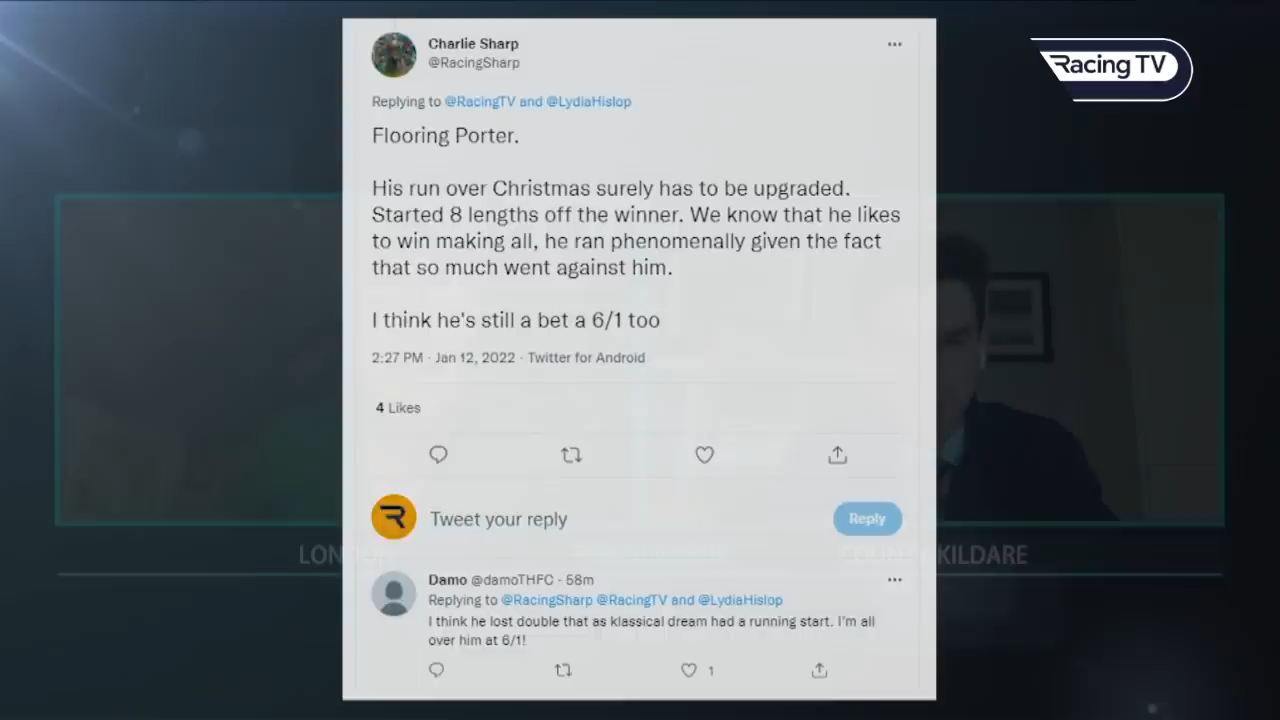 Racing TV
Charlie Sharp
@RacingSharp
Replying to @RacingTV and @LydiaHislop
Flooring Porter.
His run over Christmas surely has to be upgraded.
Started 8 lengths off the winner. We know that he likes
to win making all, he ran phenomenally given the fact
that so much went against him.
I think he's still a bet a 6/1 too
2:27 PM · Jan 12, 2022 · Twitter for Android
4 Likes
Tweet your reply
Reply
LON
KILDARE
Damo @damoTHFC · 58m
Replying to @RacingSharp @RacingTV and @LydiaHislop
I think he lost double that as klassical dream had a running start. I'm all
over him at 6/1!
1